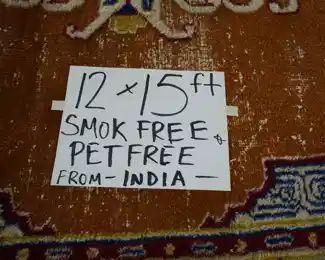 12 x 15 ft
SMOK FREE &
PET FREE
FROM - INDIA -